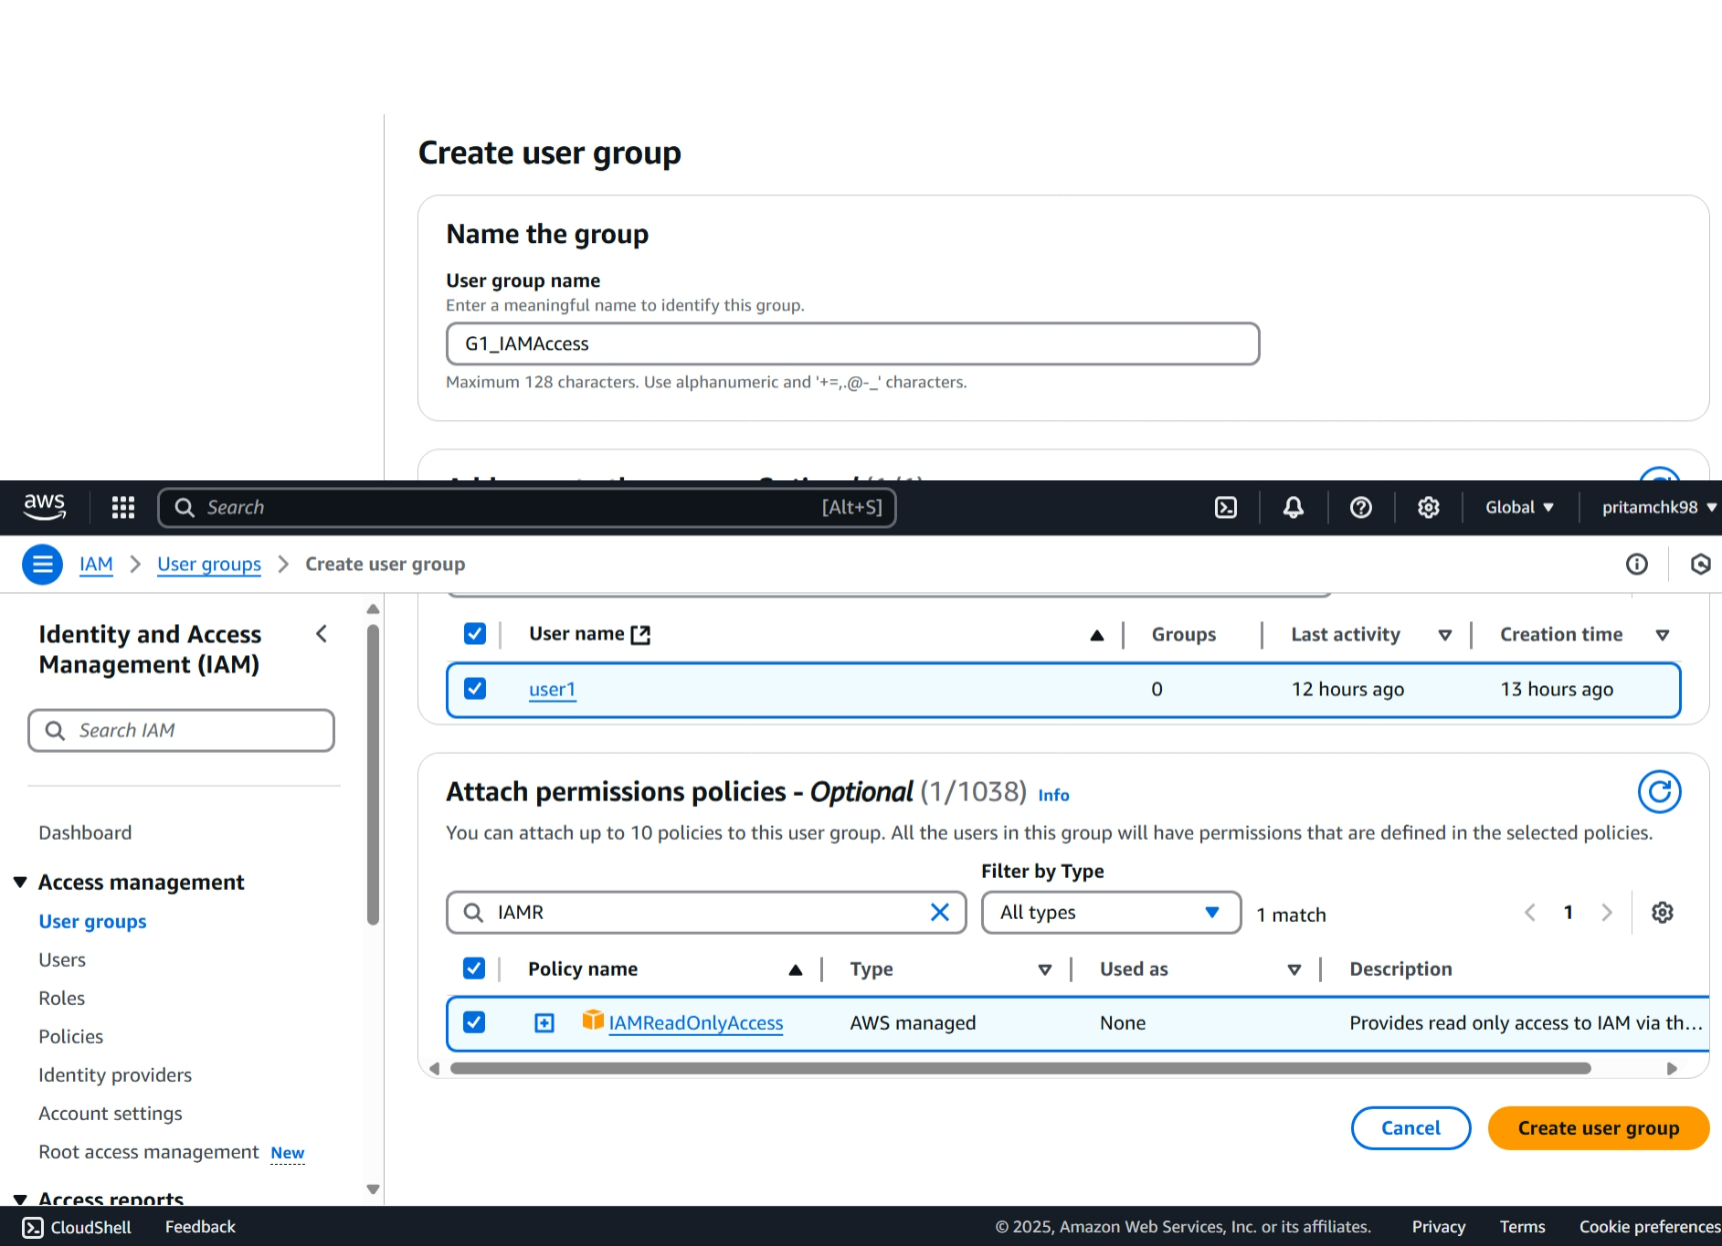 Create user group
Name the group
User group name
Enter a meaningful name to identify this group.
G1_IAMAccess
Maximum 128 characters. Use alphanumeric and '+=,.@-_' characters.
aws Search [Alt+S] Global pritamchk98
IAM User groups Create user group
Identity and Access
Management (IAM)
Search IAM
Dashboard
Access management
User groups
Users
Roles
Policies
Identity providers
Account settings
Root access management New
Access reports
User name Groups Last activity Creation time
user1 0 12 hours ago 13 hours ago
Attach permissions policies - Optional (1/1038) Info
You can attach up to 10 policies to this user group. All the users in this group will have permissions that are defined in the selected policies.
Filter by Type
IAMR All types 1 match 1
Policy name Type Used as Description
IAMReadOnlyAccess AWS managed None Provides read only access to IAM via th...
Cancel Create user group
CloudShell Feedback © 2025, Amazon Web Services, Inc. or its affiliates. Privacy Terms Cookie preferences